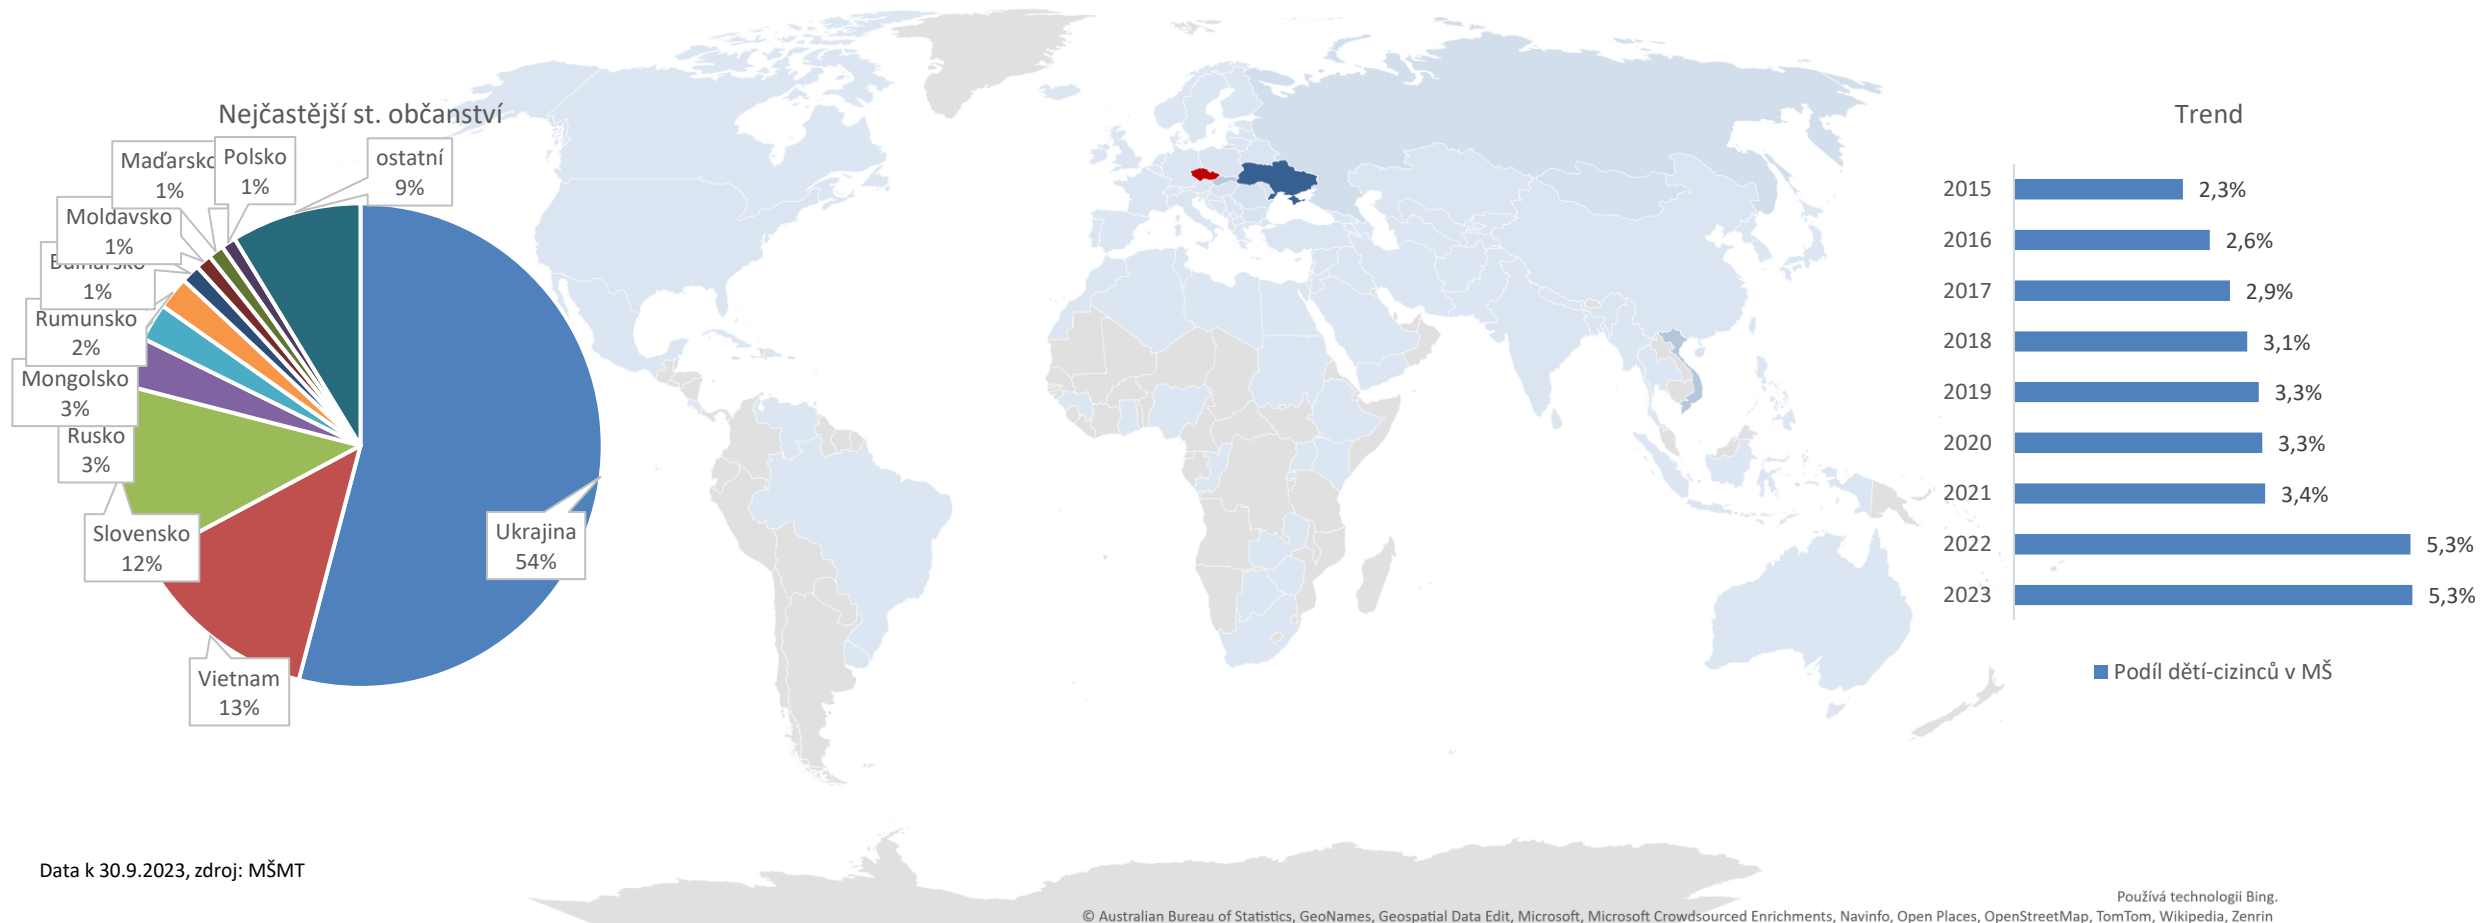 Nejčastější st. občanství
Maďarsko
1%
Polsko
1%
ostatní
9%
Moldavsko
1%
1%
Rumunsko
2%
Mongolsko
3%
Rusko
3%
Slovensko
12%
Vietnam
13%
Ukrajina
54%
Trend
2015 2,3%
2016 2,6%
2017 2,9%
2018 3,1%
2019 3,3%
2020 3,3%
2021 3,4%
2022 5,3%
2023 5,3%
Podíl dětí-cizinců v MŠ
Data k 30.9.2023, zdroj: MŠMT
Používá technologii Bing.
© Australian Bureau of Statistics, GeoNames, Geospatial Data Edit, Microsoft, Microsoft Crowdsourced Enrichments, Navinfo, Open Places, OpenStreetMap, TomTom, Wikipedia, Zenrin